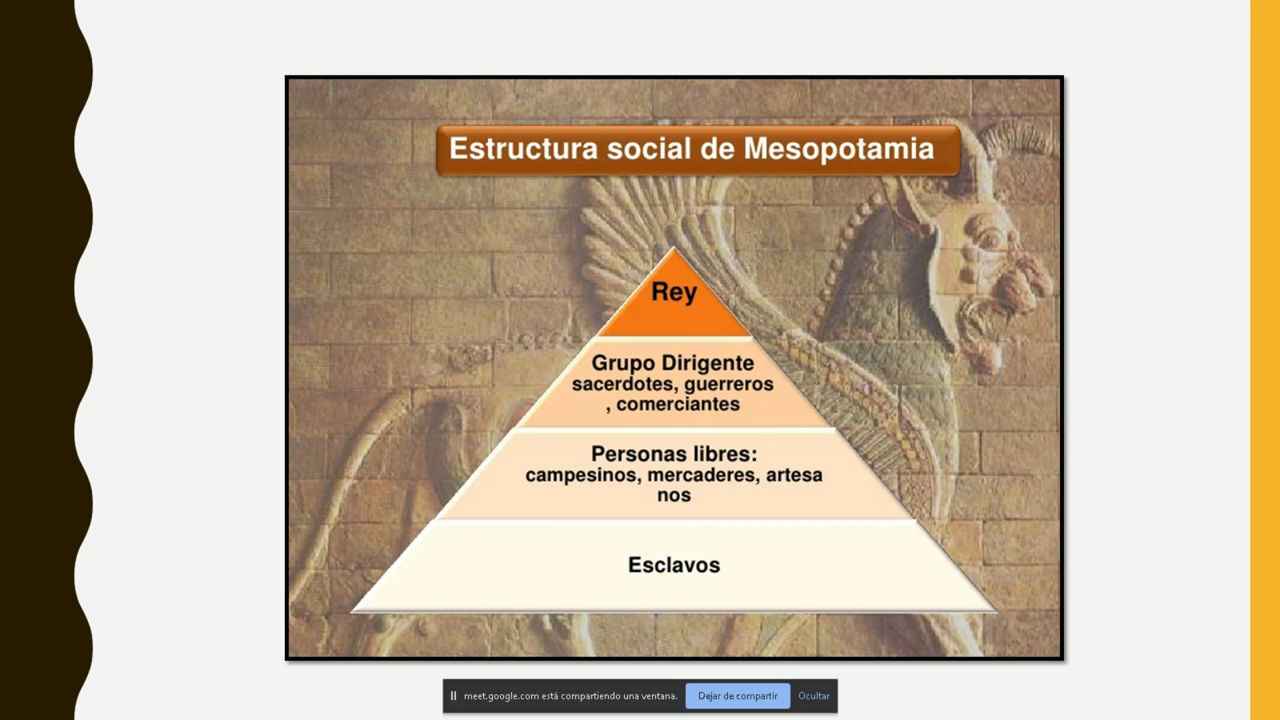 Estructura social de Mesopotamia
Rey
Grupo Dirigente
sacerdotes, guerreros
, comerciantes
Personas libres:
campesinos, mercaderes, artesa
nos
Esclavos
meet.google.com está compartiendo una ventana. Dejar de compartir Ocultar